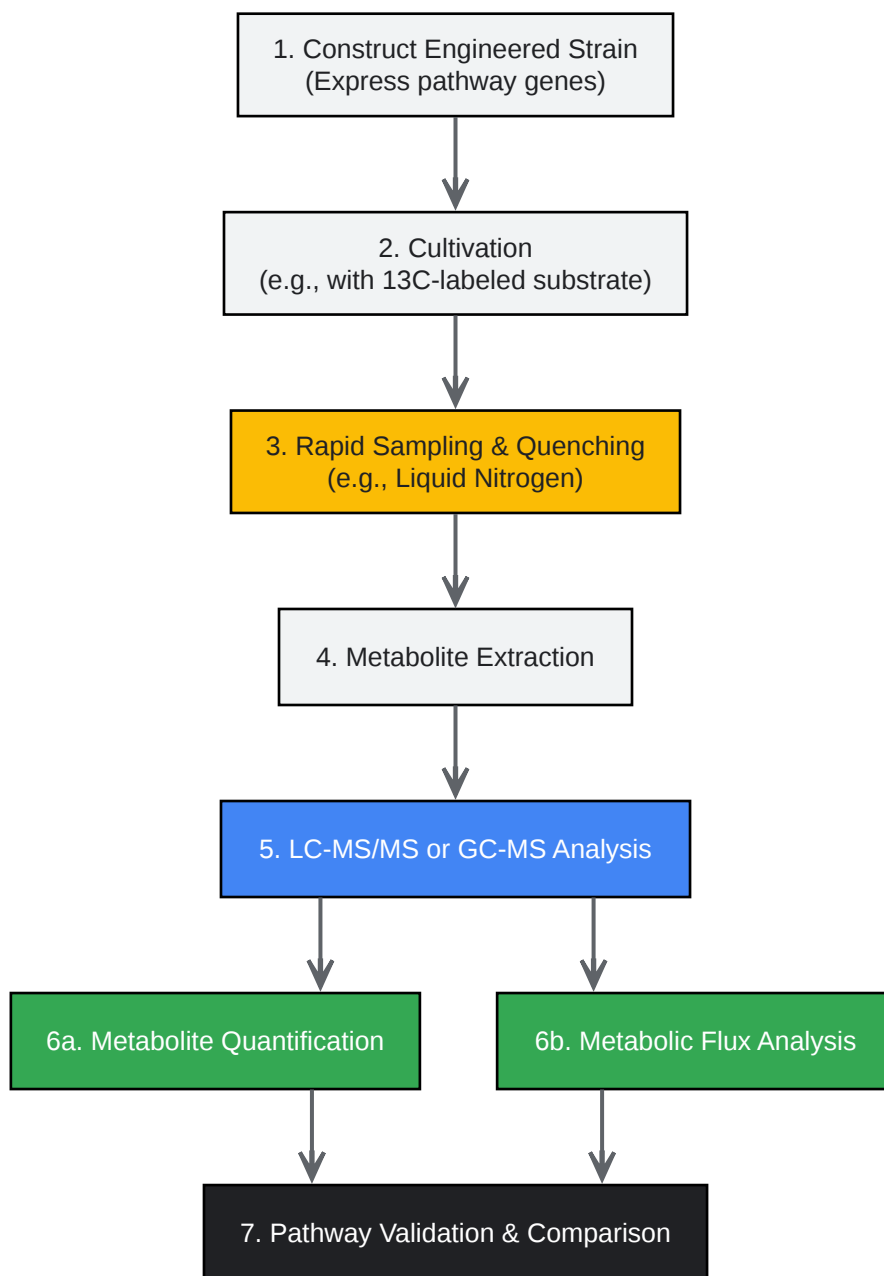 1. Construct Engineered Strain
(Express pathway genes)
2. Cultivation
(e.g., with 13C-labeled substrate)
3. Rapid Sampling & Quenching
(e.g., Liquid Nitrogen)
4. Metabolite Extraction
5. LC-MS/MS or GC-MS Analysis
6a. Metabolite Quantification
6b. Metabolic Flux Analysis
7. Pathway Validation & Comparison